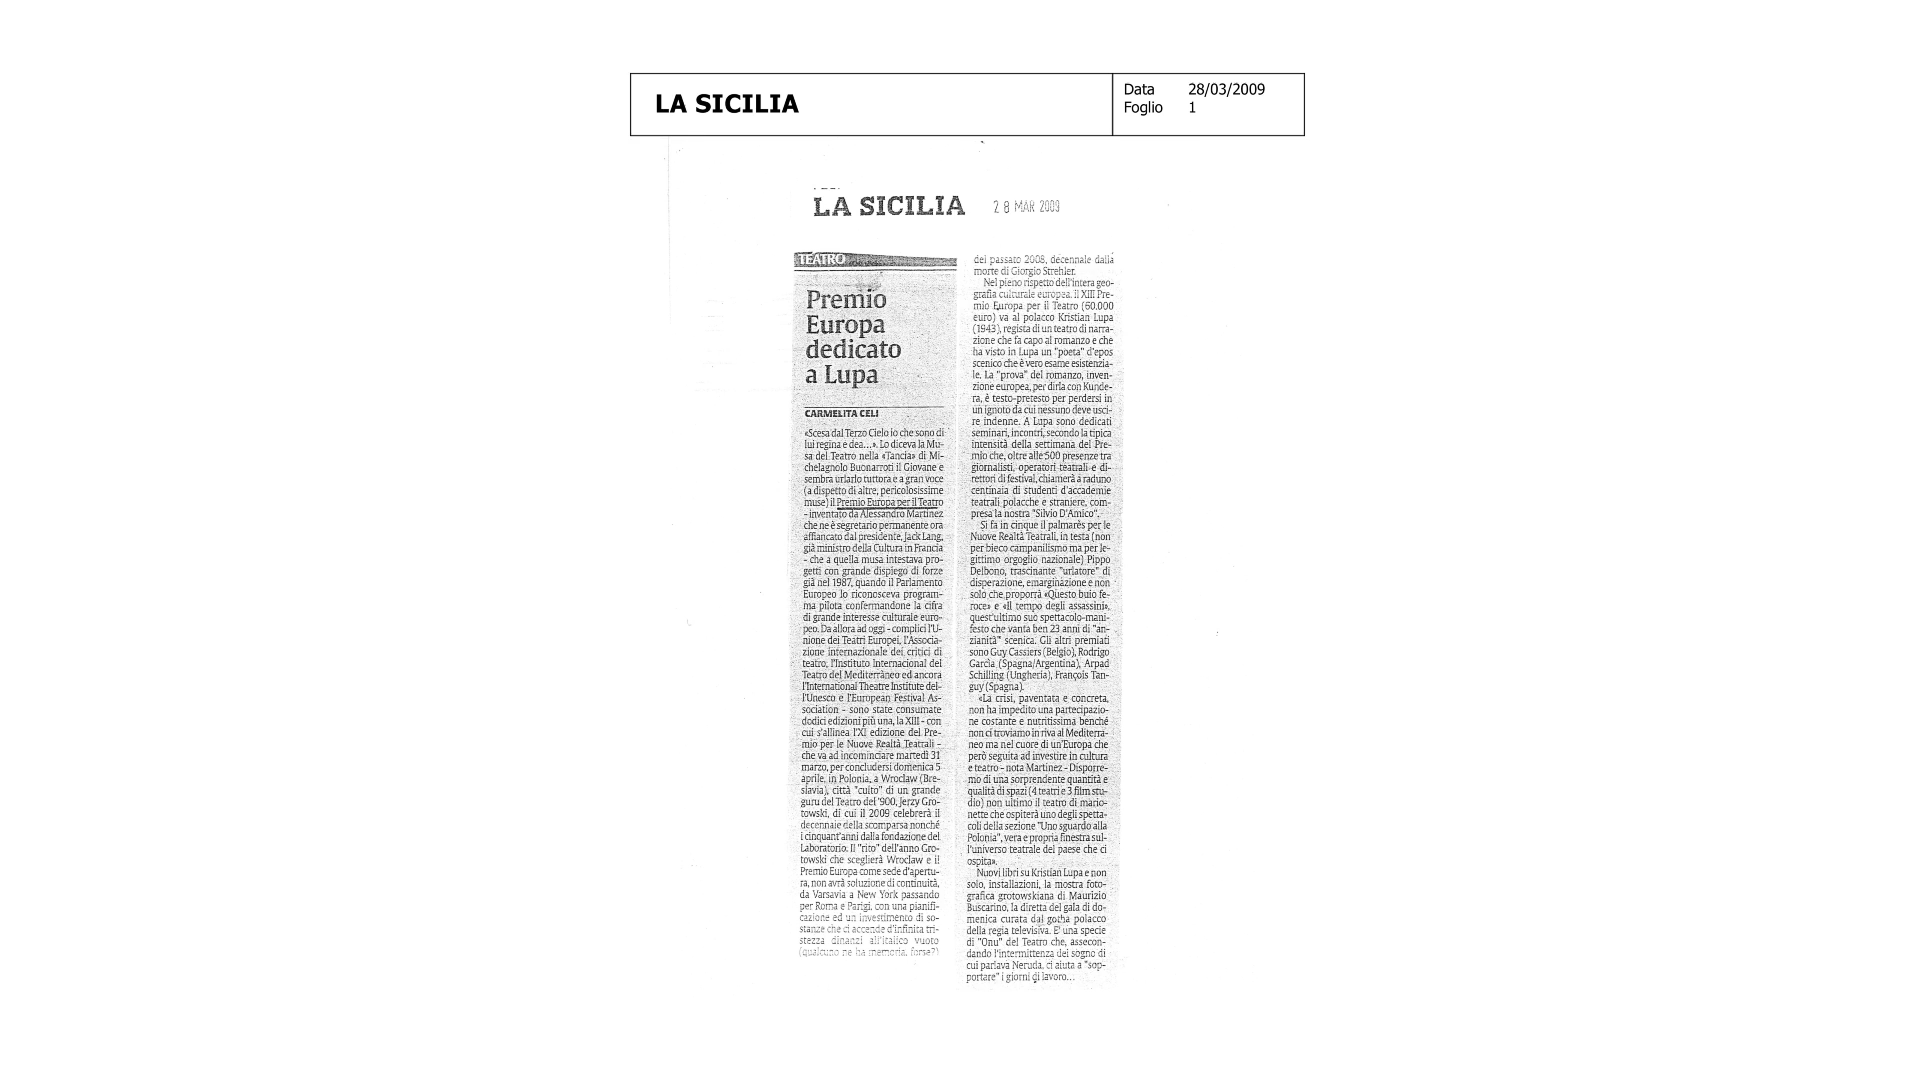 LA SICILIA
Data 28/03/2009
Foglio 1
LA SICILIA
28 MAR 2009
TEATRO
Premio
Europa
dedicato
a Lupa
CARMELITA CELI
«Scesa dal Terzo Cielo io che sono di
lui regina e dea...». Lo diceva la Mu-
sa del Teatro nella «Tancia» di Mi-
chelagnolo Buonarroti il Giovane e
sembra urlarlo tuttora e a gran voce
(a dispetto di altre, pericolosissime
muse) il Premio Europa per il Teatro
- inventato da Alessandro Martinez
che ne è segretario permanente ora
affiancato dal presidente, Jack Lang,
già ministro della Cultura in Francia
- che a quella musa intestava pro-
getti con grande dispiego di forze
già nel 1987, quando il Parlamento
Europeo lo riconosceva program-
ma pilota confermandone la cifra
di grande interesse culturale euro-
peo. Da allora ad oggi - complici l'U-
nione dei Teatri Europei, l'Associa-
zione internazionale dei critici di
teatro, l'Instituto Internacional del
Teatro del Mediterràneo ed ancora
l'International Theatre Institute del-
l'Unesco e l'European Festival As-
sociation - sono state consumate
dodici edizioni più una, la XIII - con
cui s'allinea l'XI edizione del Pre-
mio per le Nuove Realtà Teatrali -
che va ad incominciare martedì 31
marzo, per concludersi domenica 5
aprile, in Polonia, a Wroclaw (Bre-
slavia), città "culto" di un grande
guru del Teatro del '900, Jerzy Gro-
towski, di cui il 2009 celebrerà il
decennale della scomparsa nonché
i cinquant'anni dalla fondazione del
Laboratorio. Il "rito" dell'anno Gro-
towski che sceglierà Wroclaw e il
Premio Europa come sede d'apertu-
ra, non avrà soluzione di continuità,
da Varsavia a New York passando
per Roma e Parigi, con una pianifi-
cazione ed un investimento di so-
stanze che ci accende d'infinita tri-
stezza dinanzi all'italico vuoto
(qualcuno ne ha memoria, forse?)
del passato 2008, decennale dalla
morte di Giorgio Strehler.
Nel pieno rispetto dell'intera geo-
grafia culturale europea, il XIII Pre-
mio Europa per il Teatro (60.000
euro) va al polacco Kristian Lupa
(1943), regista di un teatro di narra-
zione che fa capo al romanzo e che
ha visto in Lupa un "poeta" d'epos
scenico che è vero esame esistenzia-
le. La "prova" del romanzo, inven-
zione europea, per dirla con Kunde-
ra, è testo-pretesto per perdersi in
un ignoto da cui nessuno deve usci-
re indenne. A Lupa sono dedicati
seminari, incontri, secondo la tipica
intensità della settimana del Pre-
mio che, oltre alle 500 presenze tra
giornalisti, operatori teatrali e di-
rettori di festival, chiamerà a raduno
centinaia di studenti d'accademie
teatrali polacche e straniere, com-
presa la nostra "Silvio D'Amico".
Si fa in cinque il palmarès per le
Nuove Realtà Teatrali, in testa (non
per bieco campanilismo ma per le-
gittimo orgoglio nazionale) Pippo
Delbono, trascinante "urlatore" di
disperazione, emarginazione e non
solo che proporrà «Questo buio fe-
roce» e «Il tempo degli assassini»,
quest'ultimo suo spettacolo-mani-
festo che vanta ben 23 anni di "an-
zianità" scenica. Gli altri premiati
sono Guy Cassiers (Belgio), Rodrigo
Garcìa (Spagna/Argentina), Arpad
Schilling (Ungheria), François Tan-
guy (Spagna).
«La crisi, paventata e concreta,
non ha impedito una partecipazio-
ne costante e nutritissima benché
non ci troviamo in riva al Mediterra-
neo ma nel cuore di un'Europa che
però seguita ad investire in cultura
e teatro - nota Martinez - Disporre-
mo di una sorprendente quantità e
qualità di spazi (4 teatri e 3 film stu-
dio) non ultimo il teatro di mario-
nette che ospiterà uno degli spetta-
coli della sezione "Uno sguardo alla
Polonia", vera e propria finestra sul-
l'universo teatrale del paese che ci
ospita».
Nuovi libri su Kristian Lupa e non
solo, installazioni, la mostra foto-
grafica grotowskiana di Maurizio
Buscarino, la diretta del gala di do-
menica curata dal gotha polacco
della regia televisiva. E' una specie
di "Onu" del Teatro che, assecon-
dando l'intermittenza dei sogno di
cui parlava Neruda, ci aiuta a "sop-
portare" i giorni di lavoro...